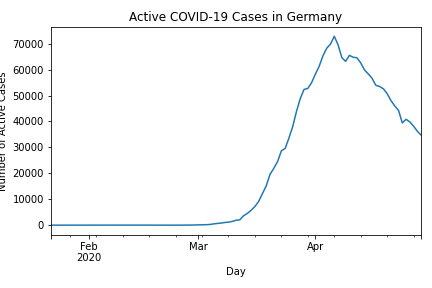 Active COVID-19 Cases in Germany
Number of Active Cases
70000
60000
50000
40000
30000
20000
10000
0
Feb
2020
Mar
Apr
Day